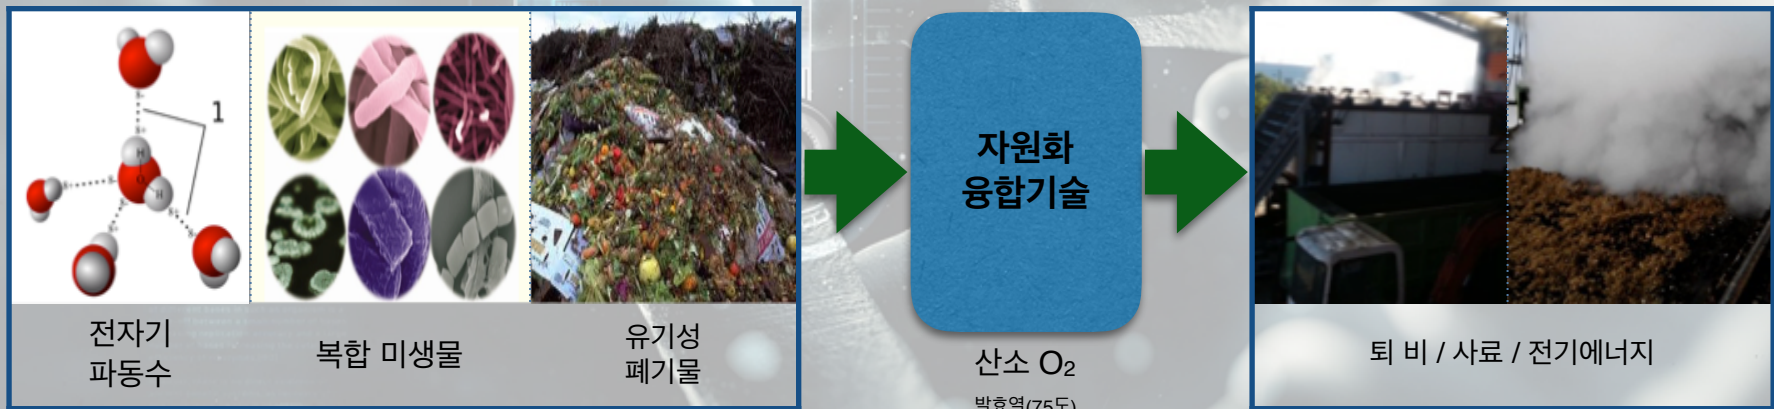 1
H
H
전자기
파동수
복합 미생물
유기성
폐기물
자원화
융합기술
산소 O₂
발효열(75도)
퇴 비 / 사료 / 전기에너지